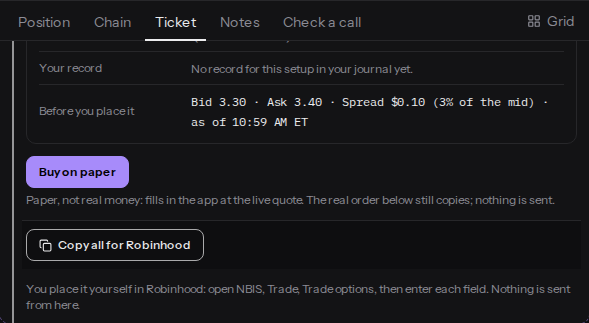 Position Chain Ticket Notes Check a call Grid
Your record No record for this setup in your journal yet.
Before you place it Bid 3.30 · Ask 3.40 · Spread $0.10 (3% of the mid) ·
as of 10:59 AM ET
Buy on paper
Paper, not real money: fills in the app at the live quote. The real order below still copies; nothing is sent.
Copy all for Robinhood
You place it yourself in Robinhood: open NBIS, Trade, Trade options, then enter each field. Nothing is sent
from here.